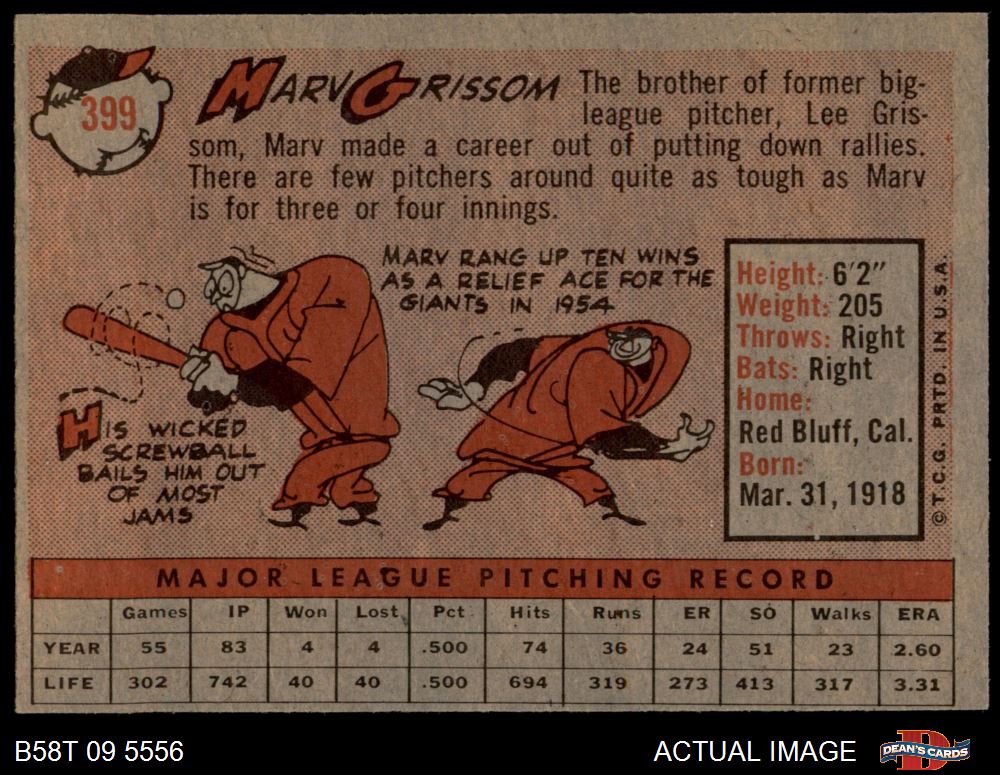 399
MARV GRISSOM
The brother of former big-
league pitcher, Lee Gris-
som, Marv made a career out of putting down rallies.
There are few pitchers around quite as tough as Marv
is for three or four innings.
MARV RANG UP TEN WINS
AS A RELIEF ACE FOR THE
GIANTS IN 1954
HIS WICKED
SCREWBALL
BAILS HIM OUT
OF MOST
JAMS
Height: 6'2"
Weight: 205
Throws: Right
Bats: Right
Home:
Red Bluff, Cal.
Born:
Mar. 31, 1918
© T.C.G. PRTD. IN U.S.A.
MAJOR LEAGUE PITCHING RECORD
Games IP Won Lost Pct Hits Runs ER SO Walks ERA
YEAR 55 83 4 4 .500 74 36 24 51 23 2.60
LIFE 302 742 40 40 .500 694 319 273 413 317 3.31
B58T 09 5556 ACTUAL IMAGE DEAN'S CARDS